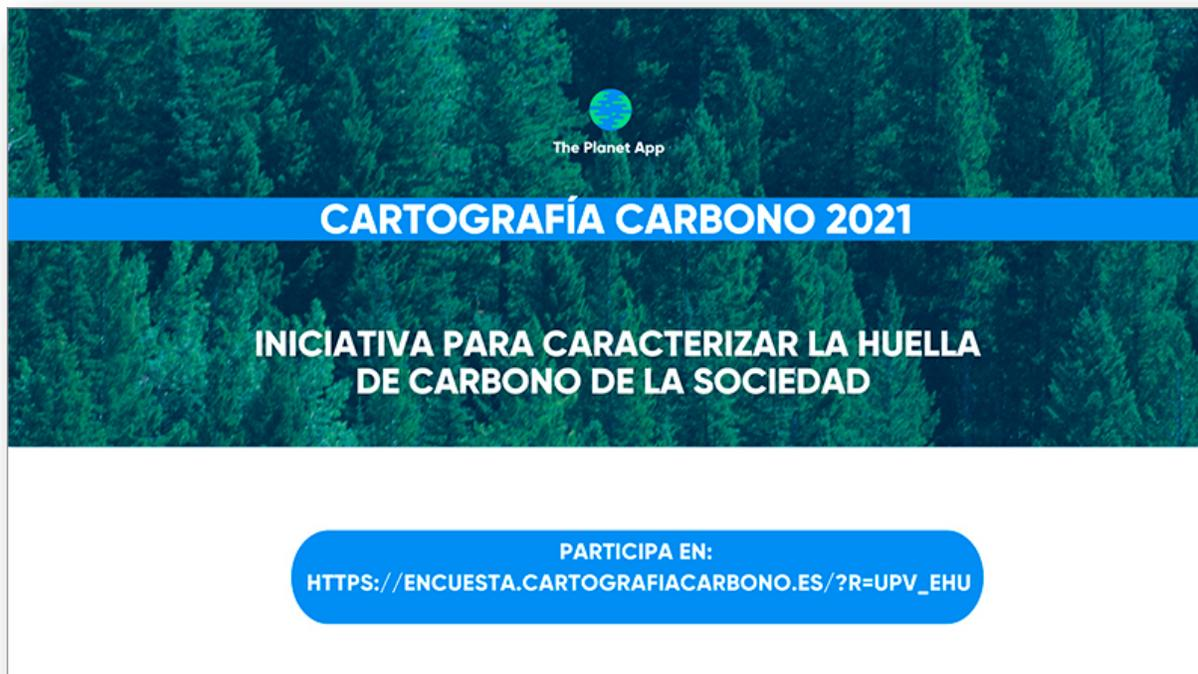 The Planet App
CARTOGRAFÍA CARBONO 2021
INICIATIVA PARA CARACTERIZAR LA HUELLA
DE CARBONO DE LA SOCIEDAD
PARTICIPA EN:
HTTPS://ENCUESTA.CARTOGRAFIACARBONO.ES/?R=UPV_EHU